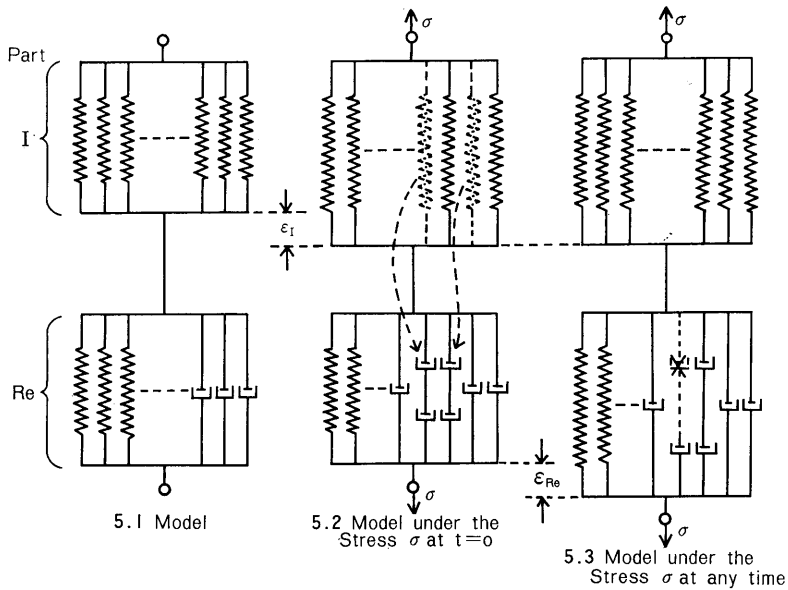 Part
I
Re
σ
σ
ε_I
ε_Re
σ
σ
5.1 Model
5.2 Model under the
Stress σ at t=0
5.3 Model under the
Stress σ at any time